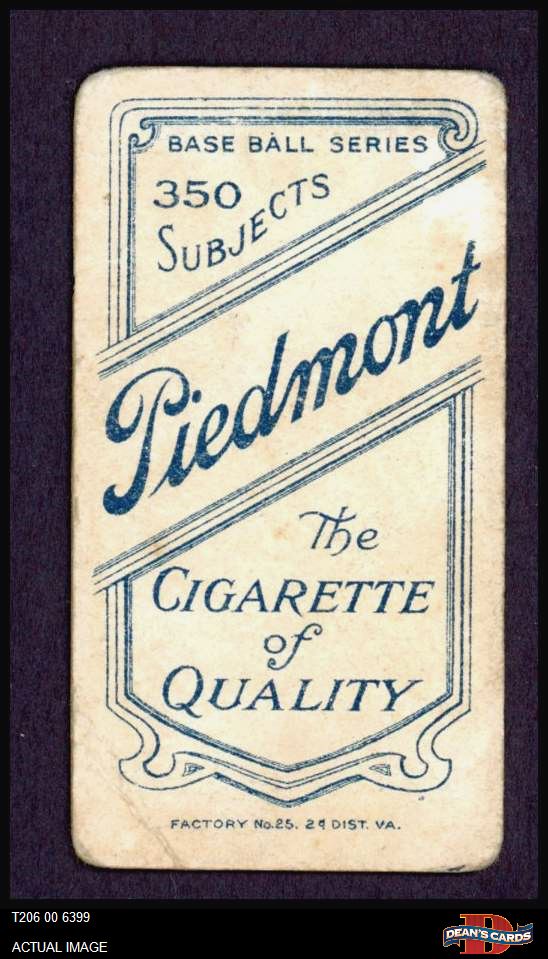 BASE BALL SERIES
350
SUBJECTS
Piedmont
The
CIGARETTE
of
QUALITY
FACTORY No. 25. 2d DIST. VA.
T206 00 6399
ACTUAL IMAGE
DEAN'S CARDS